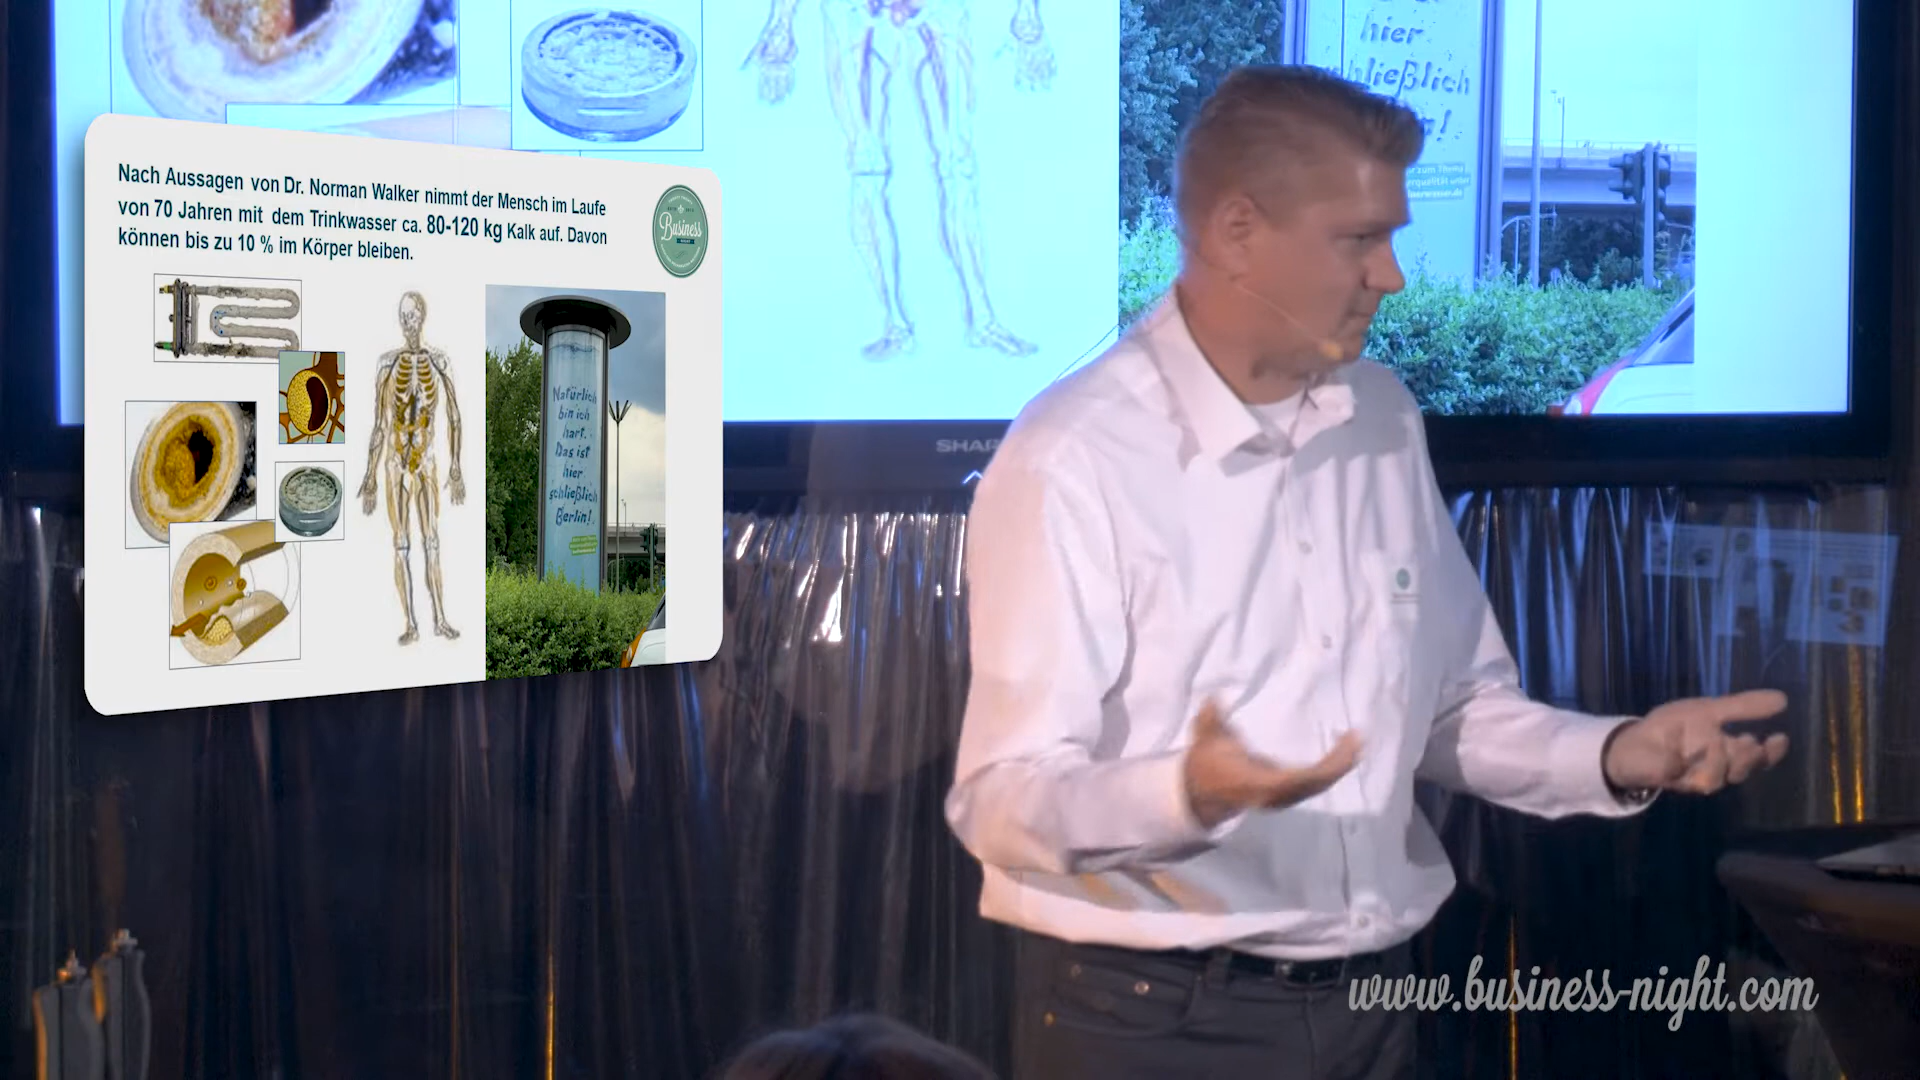 hier
schließlich
Nach Aussagen von Dr. Norman Walker nimmt der Mensch im Laufe
von 70 Jahren mit dem Trinkwasser ca. 80-120 kg Kalk auf. Davon
können bis zu 10 % im Körper bleiben.
Business
Natürlich
bin ich
hart.
Das ist
hier
schließlich
Berlin!
SHAR
www.business-night.com